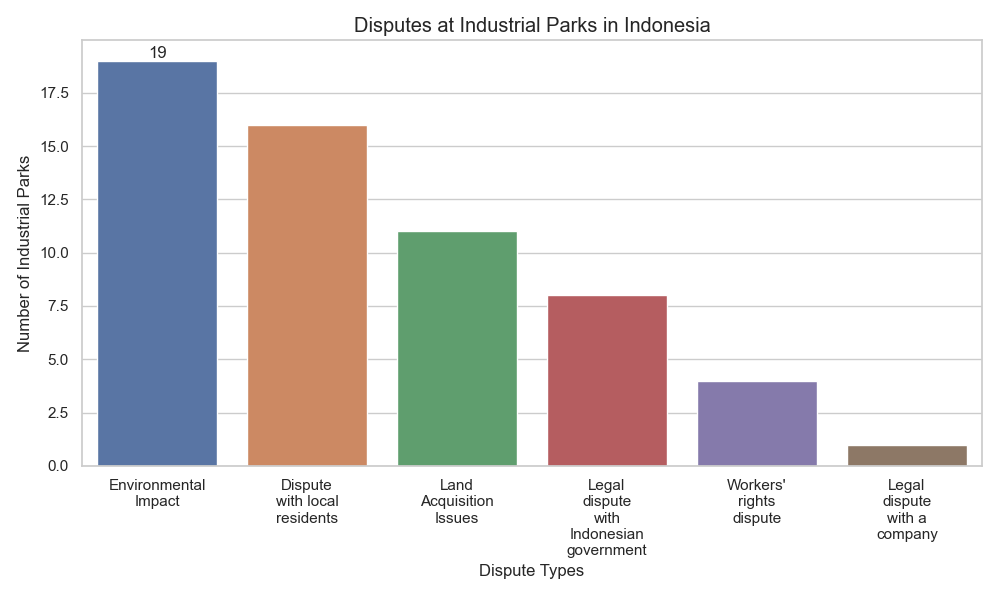 Disputes at Industrial Parks in Indonesia
19
Number of Industrial Parks
17.5
15.0
12.5
10.0
7.5
5.0
2.5
0.0
Environmental
Impact
Dispute
with local
residents
Land
Acquisition
Issues
Legal
dispute
with
Indonesian
government
Workers'
rights
dispute
Legal
dispute
with a
company
Dispute Types